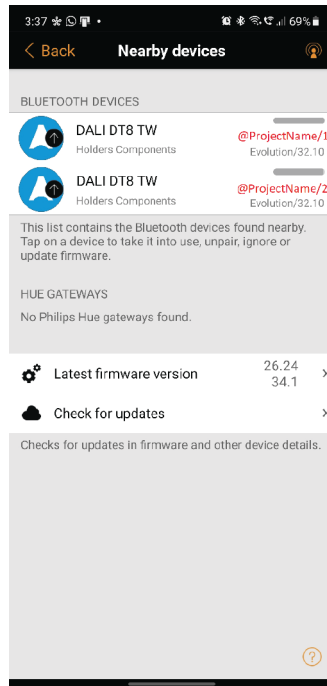 3:37
69%
Back
Nearby devices
BLUETOOTH DEVICES
DALI DT8 TW
@ProjectName/1
Holders Components
Evolution/32.10
DALI DT8 TW
@ProjectName/2
Holders Components
Evolution/32.10
This list contains the Bluetooth devices found nearby.
Tap on a device to take it into use, unpair, ignore or
update firmware.
HUE GATEWAYS
No Philips Hue gateways found.
Latest firmware version
26.24
34.1
Check for updates
Checks for updates in firmware and other device details.
?